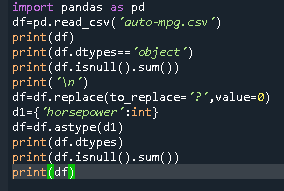 import pandas as pd
df=pd.read_csv('auto-mpg.csv')
print(df)
print(df.dtypes=='object')
print(df.isnull().sum())
print('\n')
df=df.replace(to_replace='?',value=0)
d1={'horsepower':int}
df=df.astype(d1)
print(df.dtypes)
print(df.isnull().sum())
print(df)